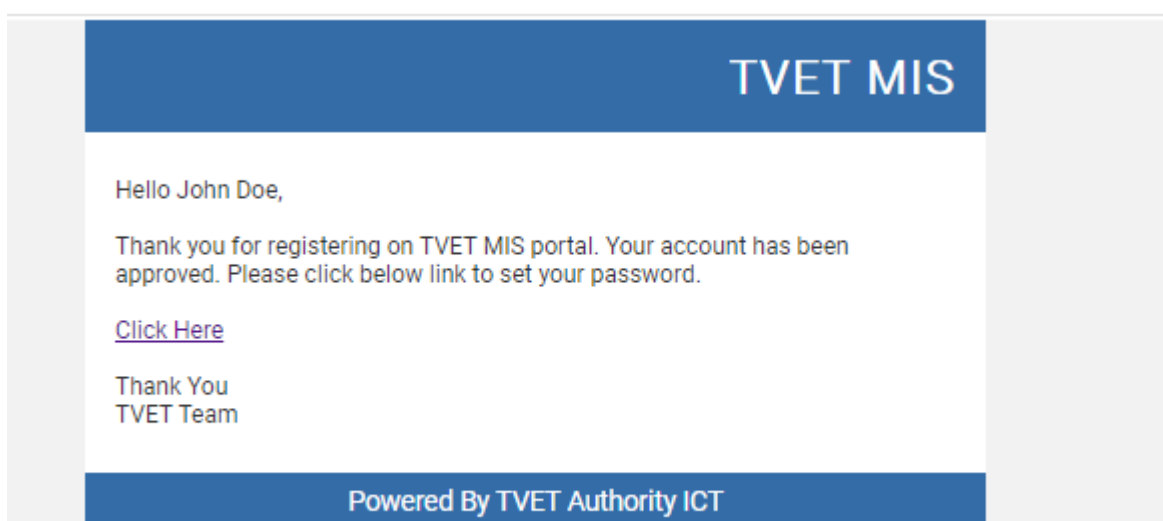 TVET MIS
Hello John Doe,
Thank you for registering on TVET MIS portal. Your account has been
approved. Please click below link to set your password.
Click Here
Thank You
TVET Team
Powered By TVET Authority ICT